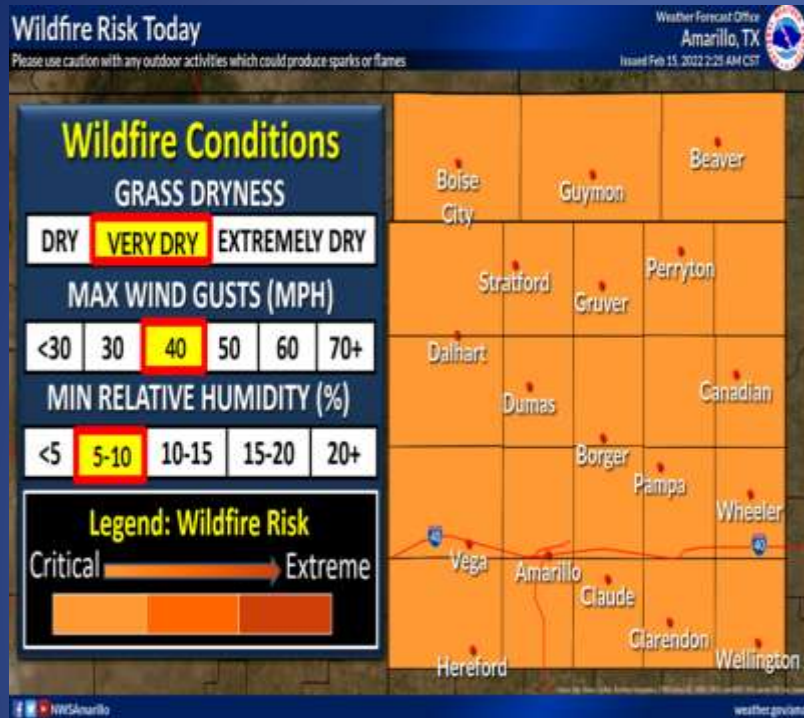 Wildfire Risk Today
Please use caution with any outdoor activities which could produce sparks or flames
Weather Forecast Office
Amarillo, TX
Issued Feb 15, 2022 2:25 AM CST
Wildfire Conditions
GRASS DRYNESS
DRY VERY DRY EXTREMELY DRY
MAX WIND GUSTS (MPH)
<30 30 40 50 60 70+
MIN RELATIVE HUMIDITY (%)
<5 5-10 10-15 15-20 20+
Legend: Wildfire Risk
Critical Extreme
Boise City
Guymon
Beaver
Stratford
Gruver
Perryton
Dalhart
Dumas
Canadian
Borger
Pampa
Wheeler
40
Vega
Amarillo
40
Claude
Clarendon
Hereford
Wellington
NWSAmarillo